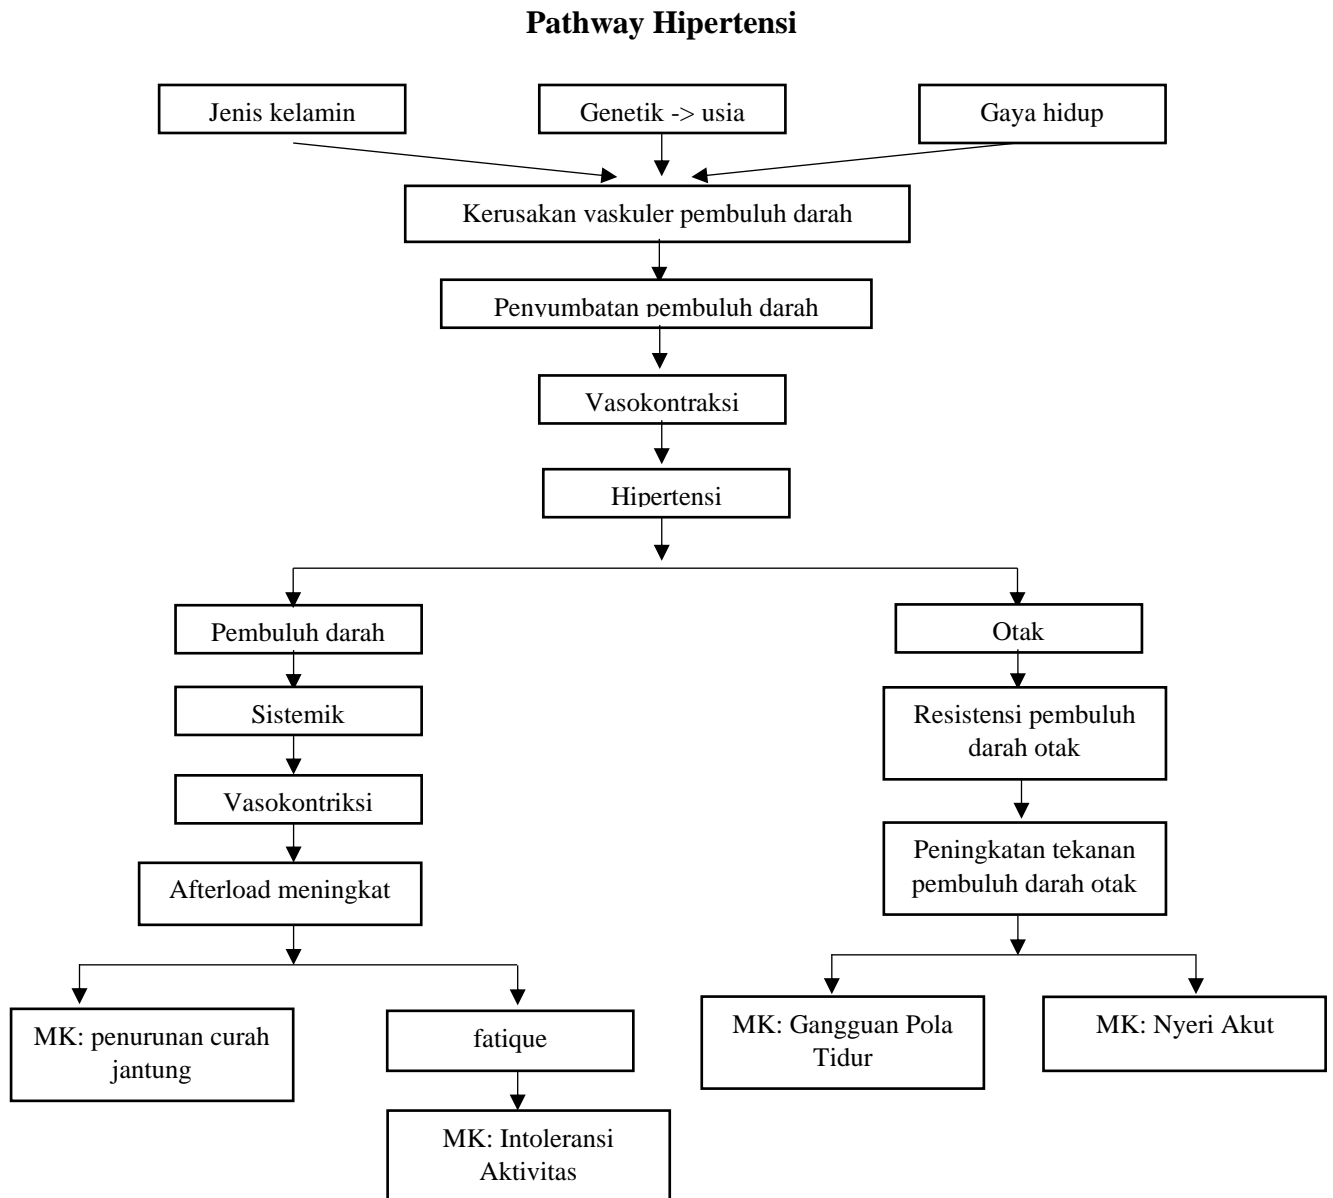 Pathway Hipertensi
Jenis kelamin
Genetik -> usia
Gaya hidup
Kerusakan vaskuler pembuluh darah
Penyumbatan pembuluh darah
Vasokontraksi
Hipertensi
Pembuluh darah
Otak
Sistemik
Resistensi pembuluh
darah otak
Vasokontriksi
Peningkatan tekanan
pembuluh darah otak
Afterload meningkat
MK: penurunan curah
jantung
fatique
MK: Gangguan Pola
Tidur
MK: Nyeri Akut
MK: Intoleransi
Aktivitas